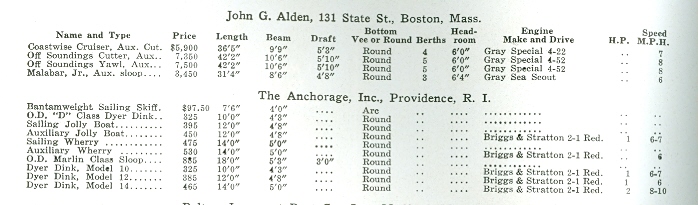 John G. Alden, 131 State St., Boston, Mass.
Name and Type Price Length Beam Draft Bottom Vee or Round Berths Head-room Engine Make and Drive H.P. Speed M.P.H.
Coastwise Cruiser, Aux. Cut. $5,900 36'5" 9'9" 5'3" Round 4 6'0" Gray Special 4-22 .. 7
Off Soundings Cutter, Aux.. 7,350 42'2" 10'6" 5'10" Round 5 6'0" Gray Special 4-52 .. 8
Off Soundings Yawl, Aux... 7,500 42'2" 10'6" 5'10" Round 5 6'0" Gray Special 4-52 .. 8
Malabar, Jr., Aux. sloop.... 3,450 31'4" 8'6" 4'8" Round 3 6'4" Gray Sea Scout .. 6
The Anchorage, Inc., Providence, R. I.
Bantamweight Sailing Skiff. $97.50 7'6" 4'0" .... Arc
O.D. "D" Class Dyer Dink.. 325 10'0" 4'3" .... Round .. .... ............
Sailing Jolly Boat......... 395 12'0" 4'8" .... Round .. .... ............
Auxiliary Jolly Boat....... 450 12'0" 4'8" .... Round .. .... Briggs & Stratton 2-1 Red. 1 6-7
Sailing Wherry ............ 475 14'0" 5'0" .... Round .. .... ............
Auxiliary Wherry .......... 530 14'0" 5'0" .... Round .. .... Briggs & Stratton 2-1 Red. 6
O.D. Marlin Class Sloop.... 885 18'0" 5'3" 3'0" Round .. .... ............
Dyer Dink, Model 10........ 325 10'0" 4'3" .... Round .. .... Briggs & Stratton 2-1 Red. 1 6-7
Dyer Dink, Model 12........ 385 12'0" 4'8" .... Round .. .... Briggs & Stratton 2-1 Red. 1 6
Dyer Dink, Model 14........ 465 14'0" 5'0" .... Round .. .... Briggs & Stratton 2-1 Red. 2 8-10